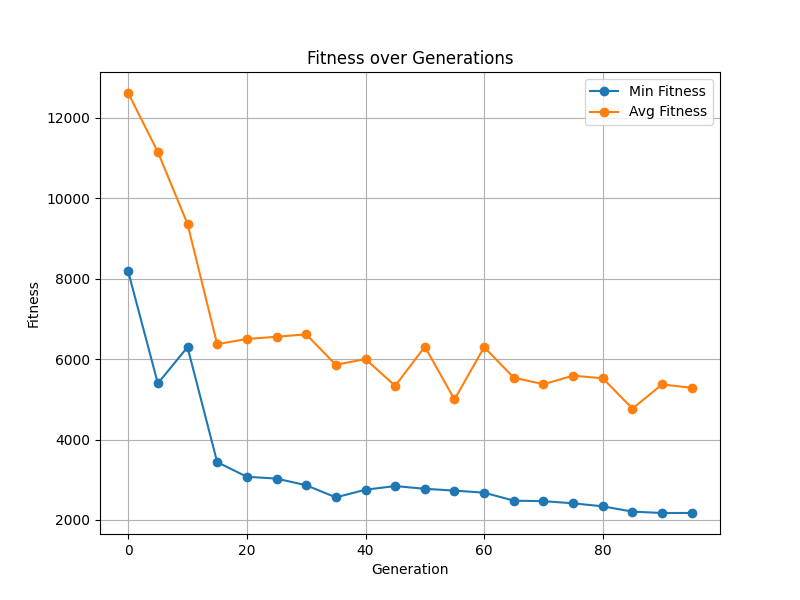 Fitness over Generations
Min Fitness
Avg Fitness
12000
10000
8000
6000
4000
2000
Fitness
0 20 40 60 80
Generation